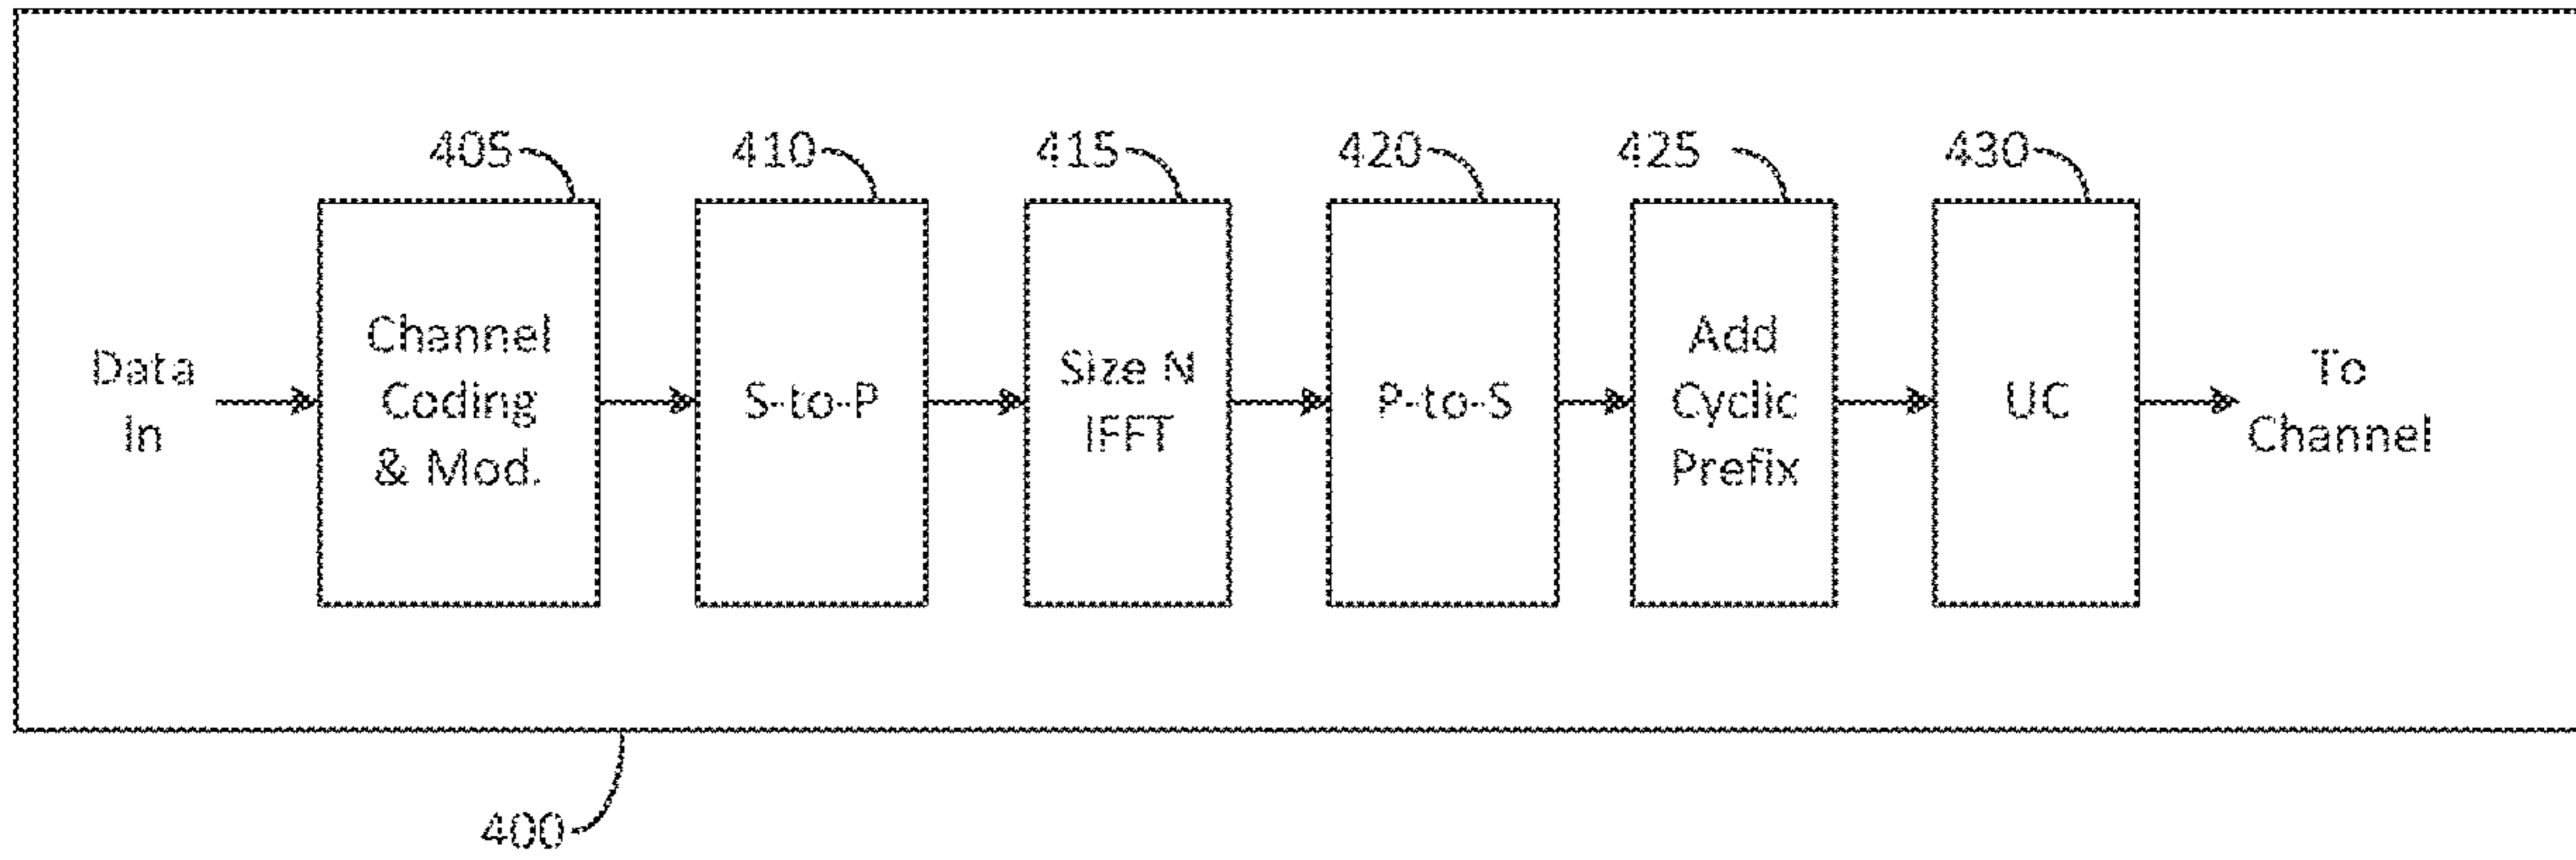 405
410
415
420
425
430
Data
In
Channel
Coding
& Mod.
S-to-P
Size N
IFFT
P-to-S
Add
Cyclic
Prefix
UC
To
Channel
400